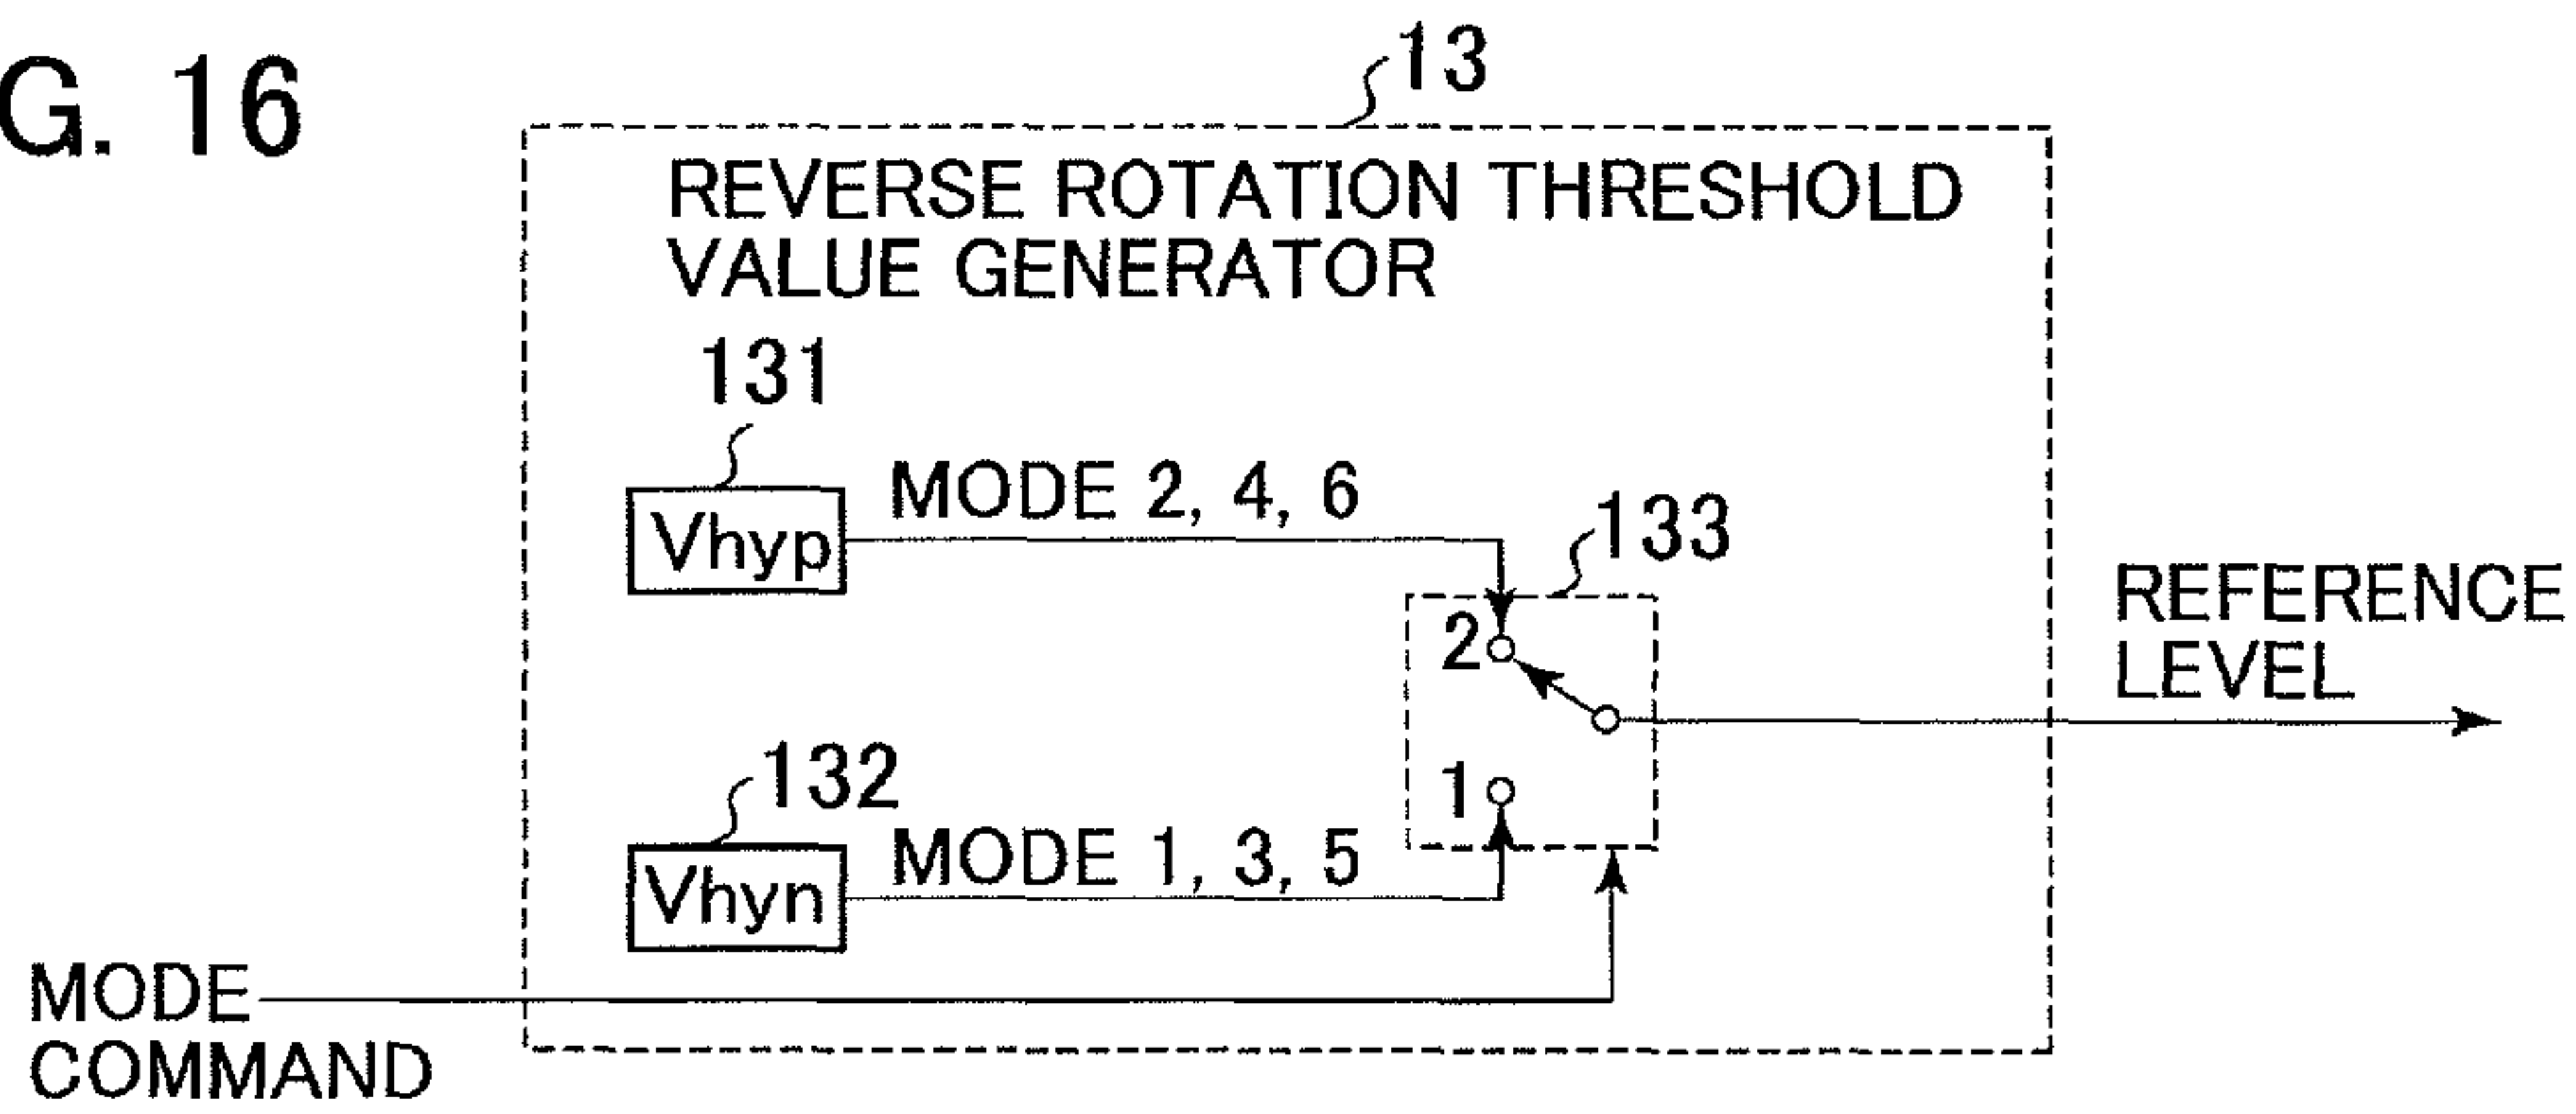 G. 16
13
REVERSE ROTATION THRESHOLD
VALUE GENERATOR
131
Vhyp
MODE 2, 4, 6
133
2
1
REFERENCE
LEVEL
132
Vhyn
MODE 1, 3, 5
MODE
COMMAND